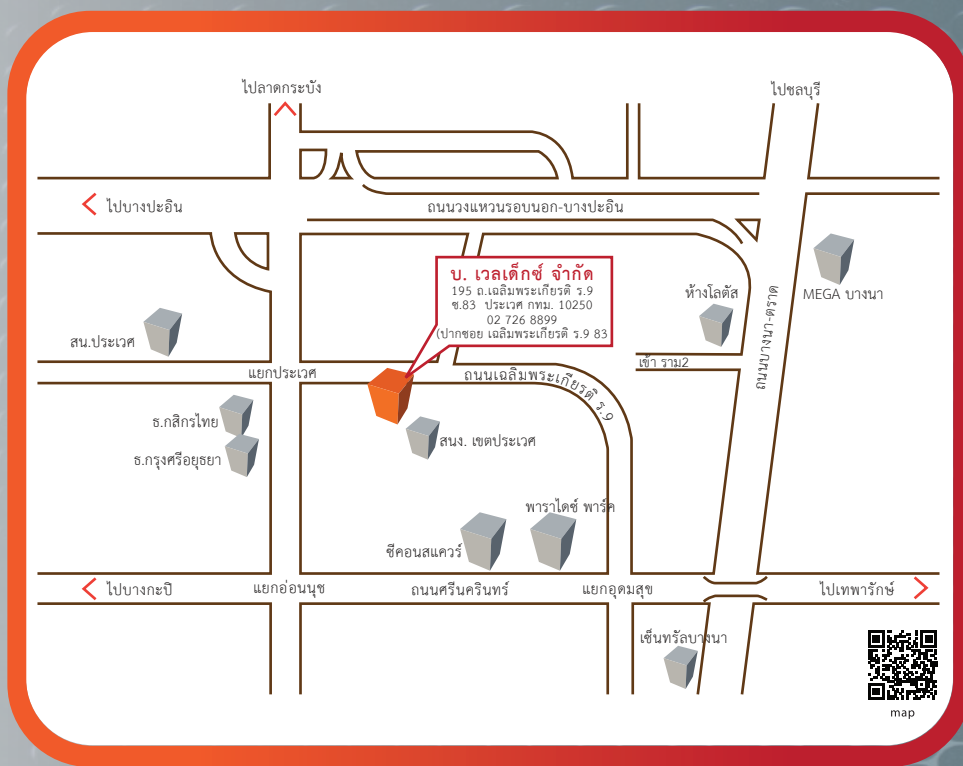 ไปลาดกระบัง
ไปชลบุรี
ไปบางปะอิน
ถนนวงแหวนรอบนอก-บางปะอิน
บ. เวลเด็กซ์ จำกัด
195 ถ.เฉลิมพระเกียรติ ร.9
ซ.83 ประเวศ กทม. 10250
02 726 8899
(ปากซอย เฉลิมพระเกียรติ ร.9 83
ห้างโลตัส
MEGA บางนา
ถนนบางนา-ตราด
สน.ประเวศ
แยกประเวศ
ถนนเฉลิมพระเกียรติ ร.9
เข้า ราม2
ธ.กสิกรไทย
สนง. เขตประเวศ
ธ.กรุงศรีอยุธยา
พาราไดซ์ พาร์ค
ซีคอนสแควร์
ไปบางกะปิ
แยกอ่อนนุช
ถนนศรีนครินทร์
แยกอุดมสุข
ไปเทพารักษ์
เซ็นทรัลบางนา
map